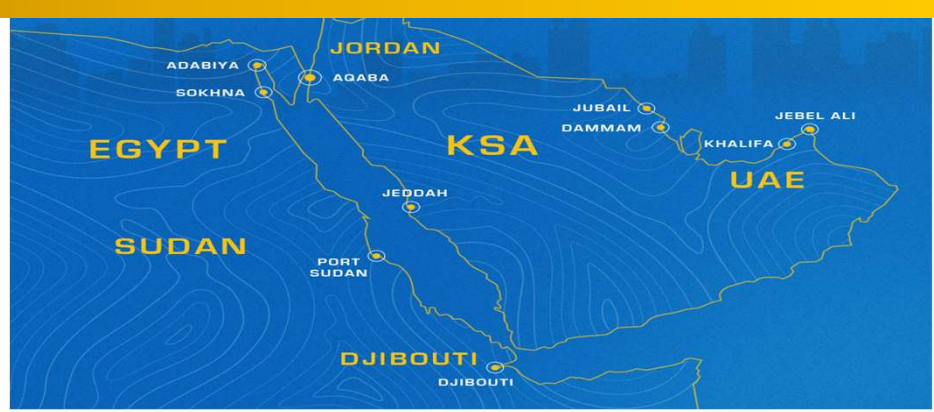 JORDAN
ADABIYA
AQABA
SOKHNA
JUBAIL
JEBEL ALI
DAMMAM
EGYPT
KSA
KHALIFA
UAE
JEDDAH
SUDAN
PORT
SUDAN
DJIBOUTI
DJIBOUTI